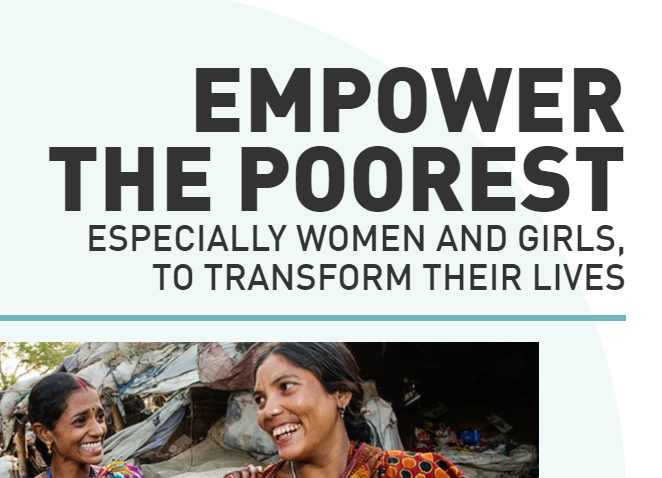 EMPOWER
THE POOREST
ESPECIALLY WOMEN AND GIRLS,
TO TRANSFORM THEIR LIVES